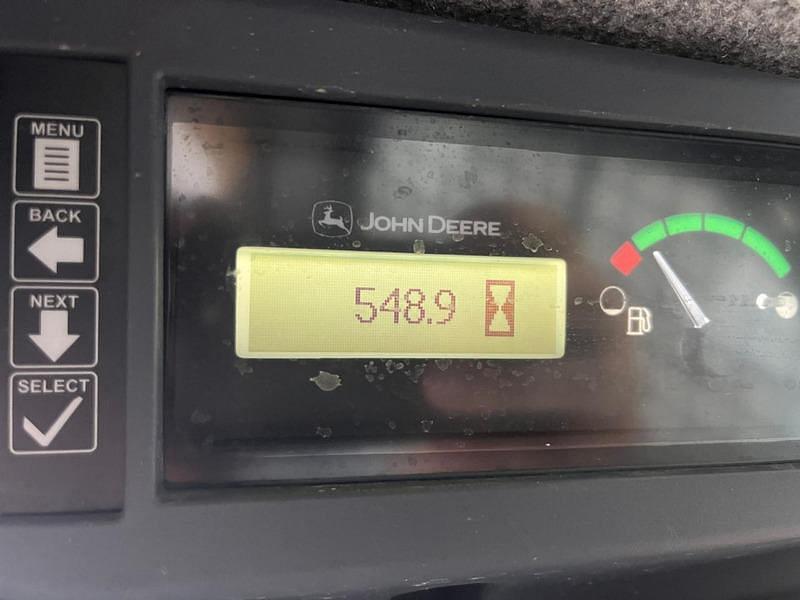 MENU
BACK
NEXT
SELECT
JOHN DEERE
548.9